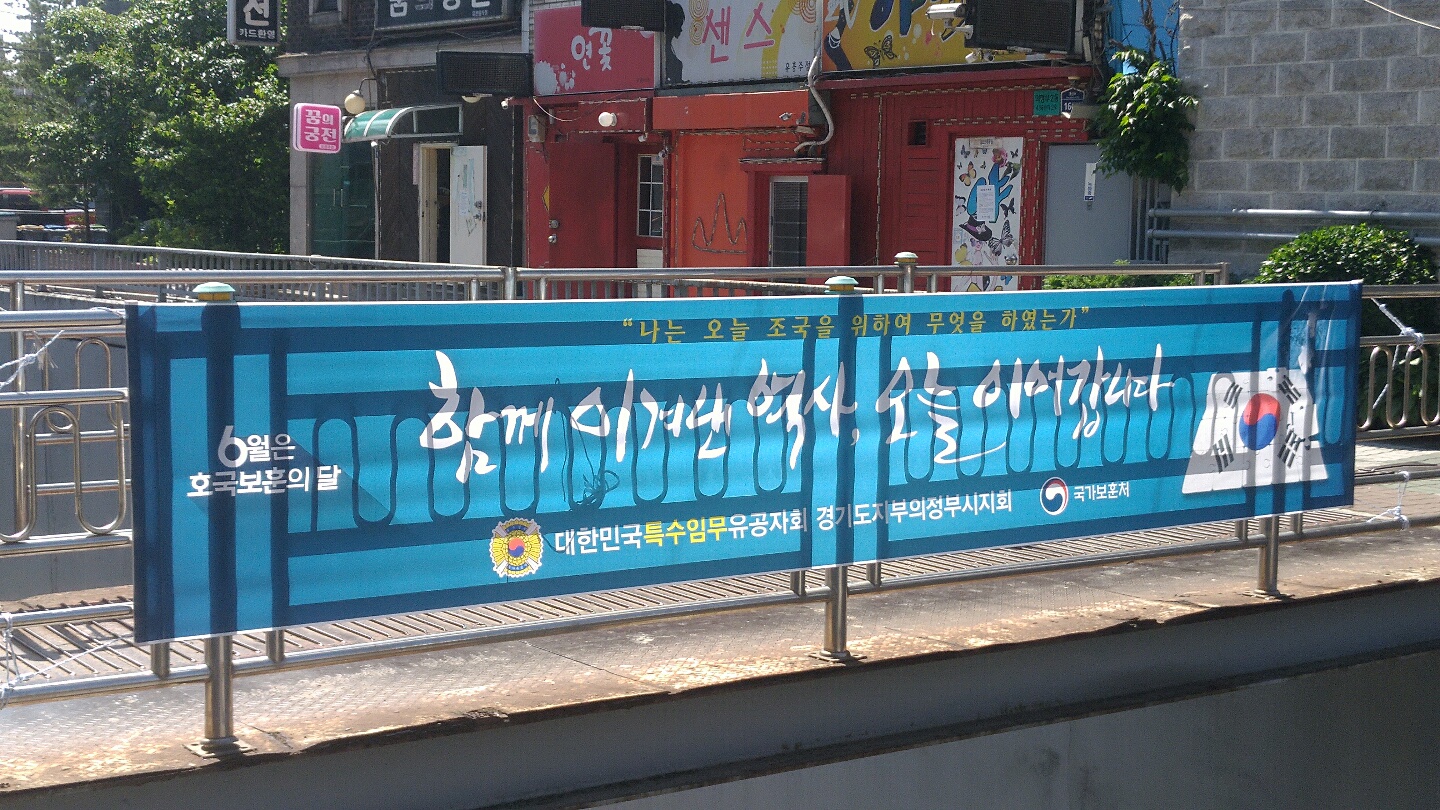 전
카드환영
꿈의
궁전
연꽃
센스
야
16
“나는 오늘 조국을 위하여 무엇을 하였는가”
함께 이겨낸 역사, 오늘 이어갑니다
6월은
호국보훈의 달
대한민국특수임무유공자회 경기도지부의정부시지회
국가보훈처